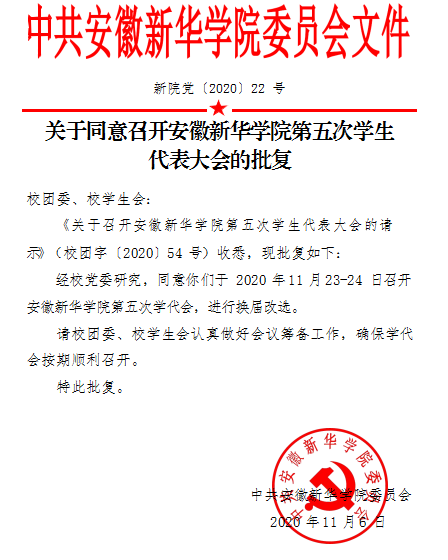 中共安徽新华学院委员会文件
新院党〔2020〕22 号
关于同意召开安徽新华学院第五次学生
代表大会的批复
校团委、校学生会：
《关于召开安徽新华学院第五次学生代表大会的请
示》（校团字〔2020〕54 号）收悉，现批复如下：
经校党委研究，同意你们于 2020 年 11 月 23-24 日召开
安徽新华学院第五次学代会，进行换届改选。
请校团委、校学生会认真做好会议筹备工作，确保学代
会按期顺利召开。
特此批复。
中共安徽新华学院委员会
中共安徽新华学院委员会
2020 年 11 月 6 日